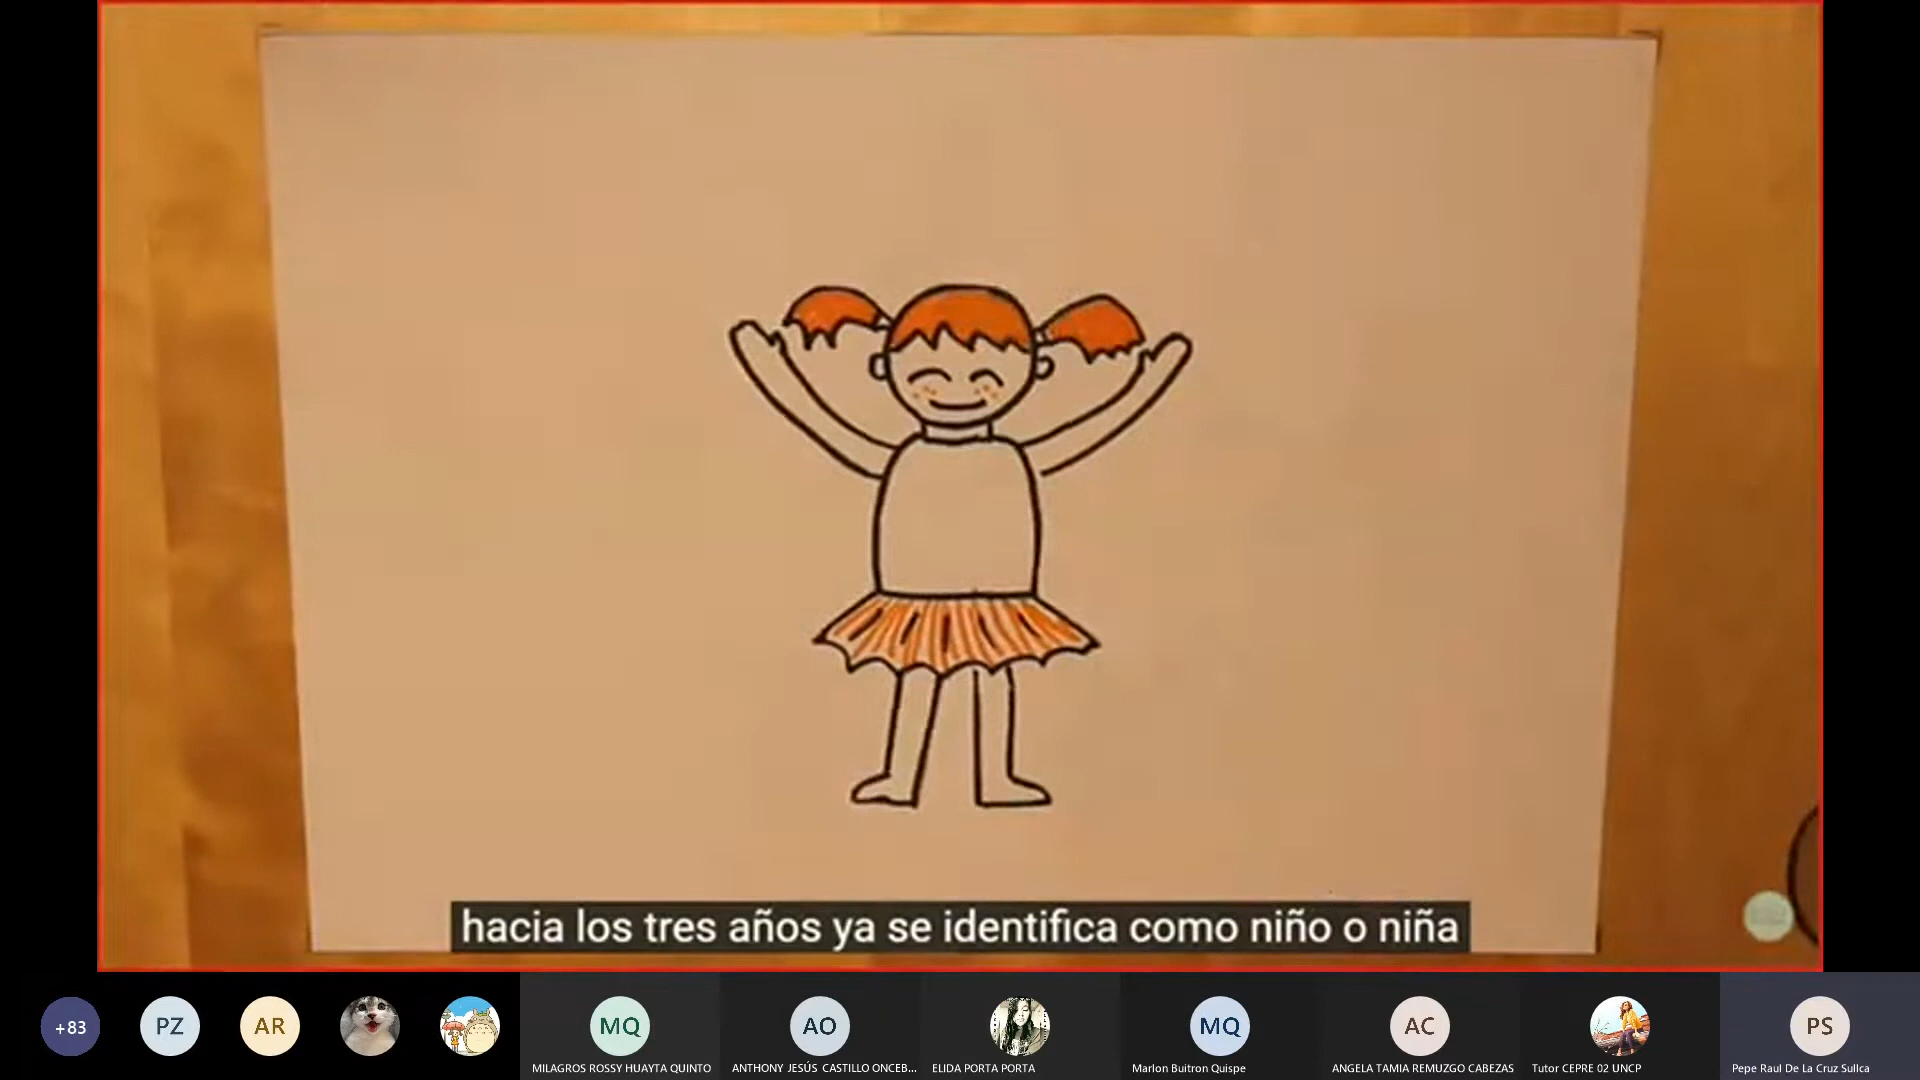 hacia los tres años ya se identifica como niño o niña
+83
PZ
AR
MQ
AO
MQ
AC
PS
MILAGROS ROSSY HUAYTA QUINTO
ANTHONY JESÚS CASTILLO ONCEB...
ELIDA PORTA PORTA
Marlon Buitron Quispe
ANGELA TAMIA REMUZGO CABEZAS
Tutor CEPRE 02 UNCP
Pepe Raul De La Cruz Sullca